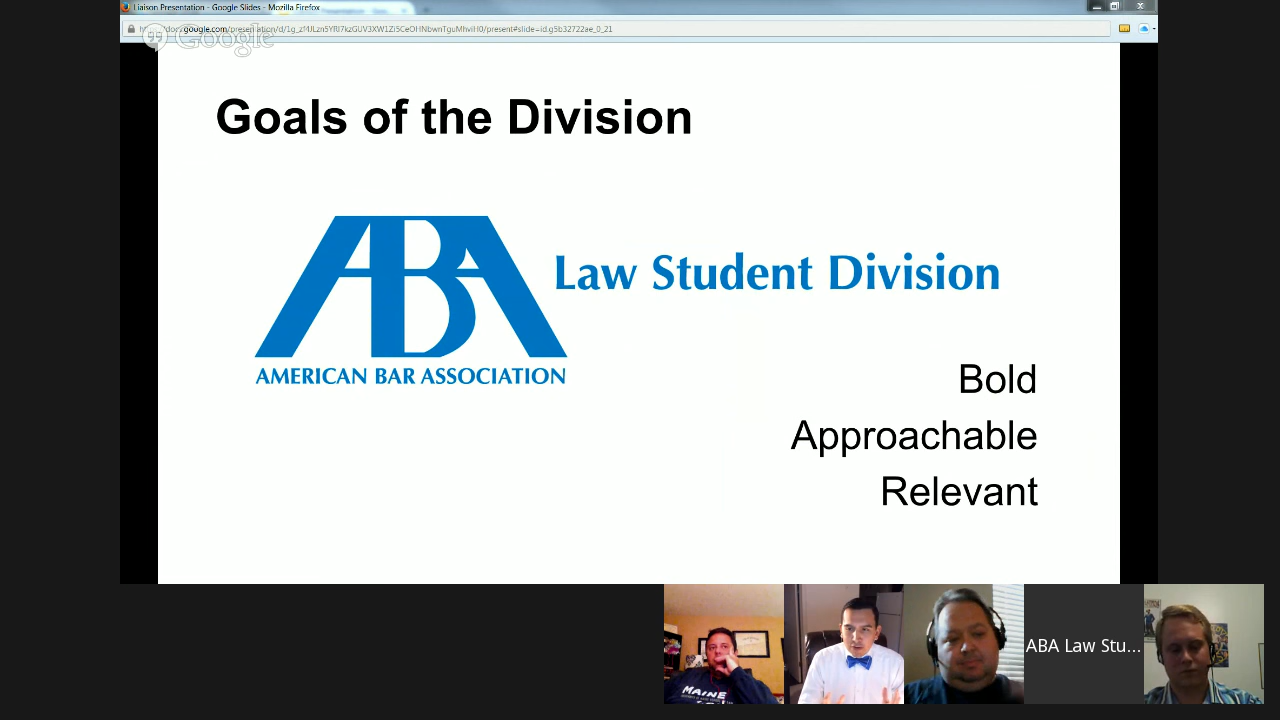 Liaison Presentation - Google Slides - Mozilla Firefox
Google
Goals of the Division
ABA
Law Student Division
AMERICAN BAR ASSOCIATION
Bold
Approachable
Relevant
MAINE
ABA Law Stu...